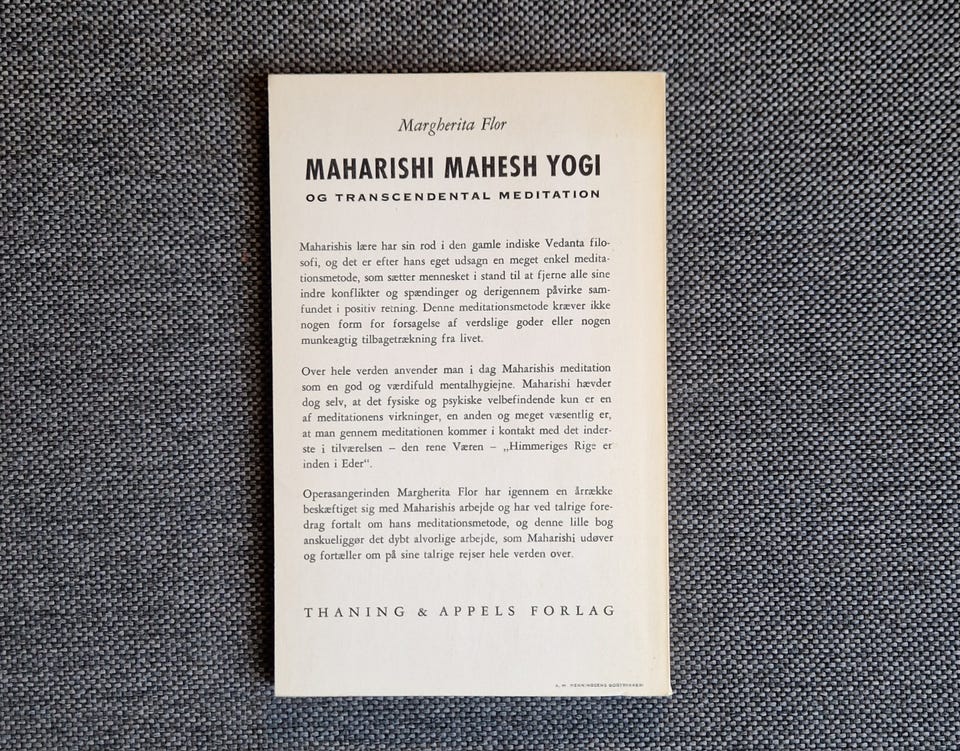 Margherita Flor
MAHARISHI MAHESH YOGI
OG TRANSCENDENTAL MEDITATION
Maharishis lære har sin rod i den gamle indiske Vedanta filo-
sofi, og det er efter hans eget udsagn en meget enkel medita-
tionsmetode, som sætter mennesket i stand til at fjerne alle sine
indre konflikter og spændinger og derigennem påvirke sam-
fundet i positiv retning. Denne meditationsmetode kræver ikke
nogen form for forsagelse af verdslige goder eller nogen
munkeagtig tilbagetrækning fra livet.
Over hele verden anvender man i dag Maharishis meditation
som en god og værdifuld mentalhygiejne. Maharishi hævder
dog selv, at det fysiske og psykiske velbefindende kun er en
af meditationens virkninger, en anden og meget væsentlig er,
at man gennem meditationen kommer i kontakt med det inder-
ste i tilværelsen – den rene Væren – „Himmeriges Rige er
inden i Eder“.
Operasangerinden Margherita Flor har igennem en årrække
beskæftiget sig med Maharishis arbejde og har ved talrige fore-
drag fortalt om hans meditationsmetode, og denne lille bog
anskueliggør det dybt alvorlige arbejde, som Maharishi udøver
og fortæller om på sine talrige rejser hele verden over.
THANING & APPELS FORLAG
A. M. HENNINGSENS BOGTRYKKERI